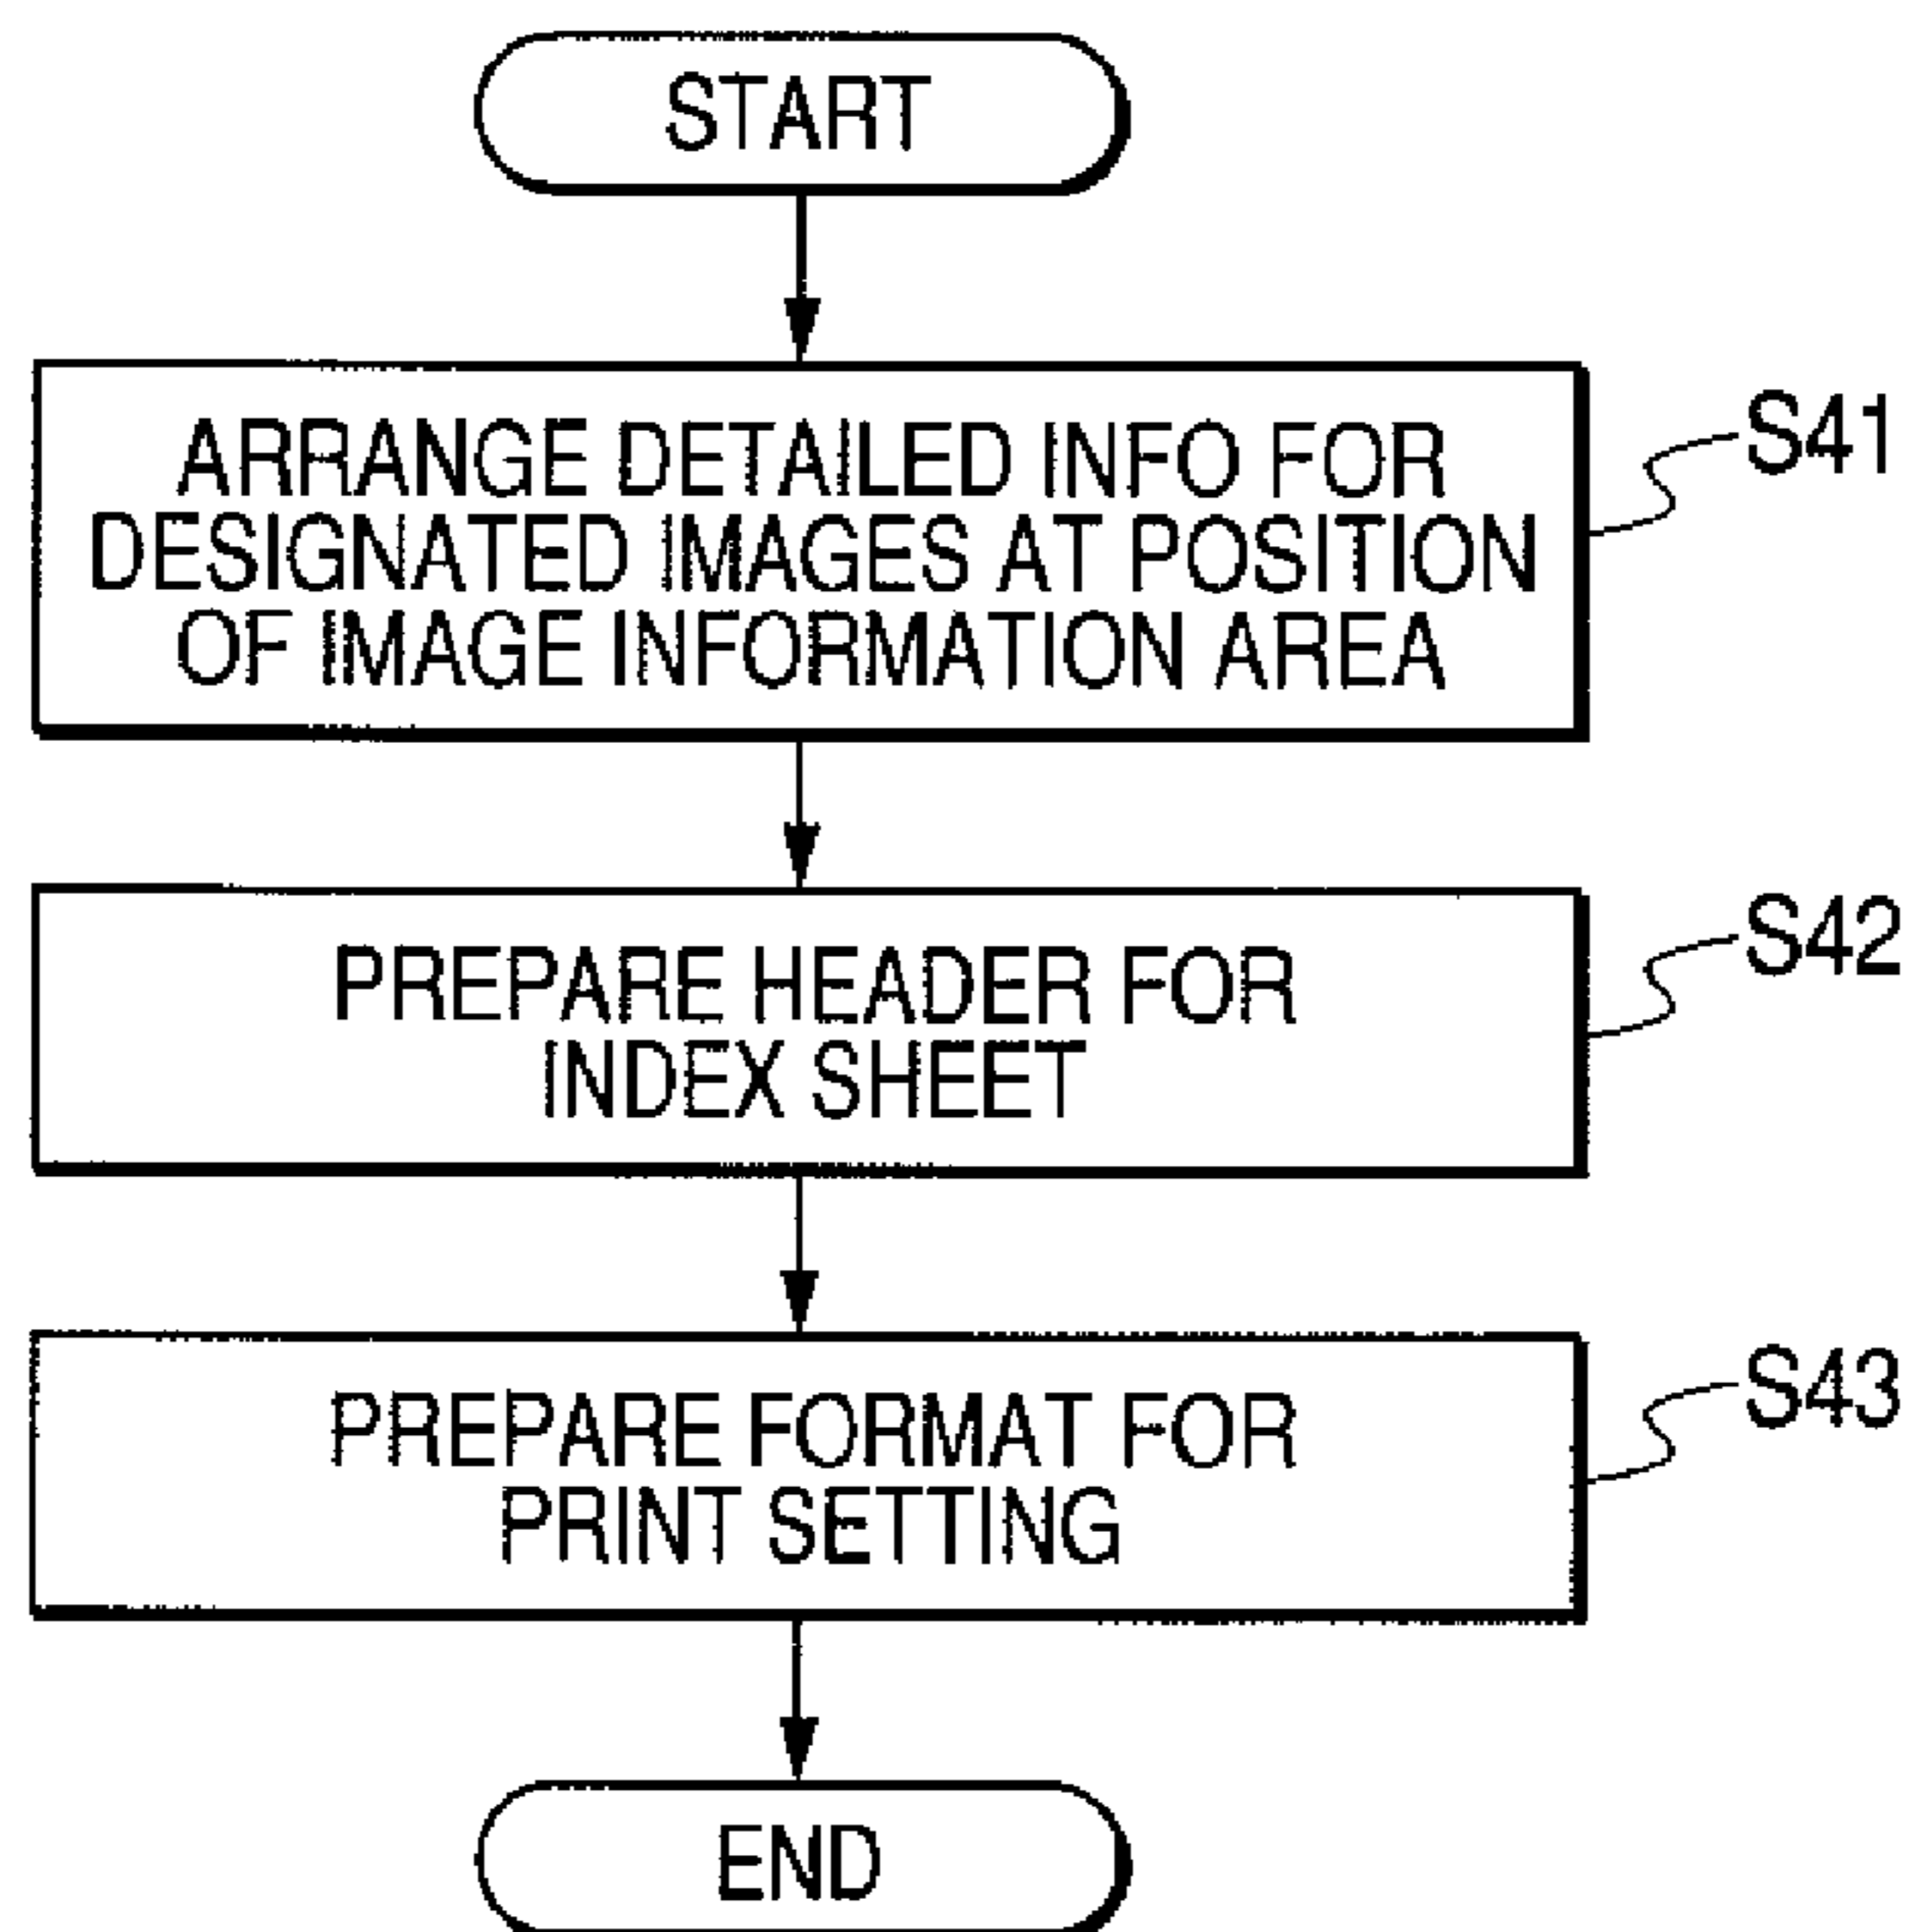 START
ARRANGE DETAILED INFO FOR
DESIGNATED IMAGES AT POSITION
OF IMAGE INFORMATION AREA
S41
PREPARE HEADER FOR
INDEX SHEET
S42
PREPARE FORMAT FOR
PRINT SETTING
S43
END